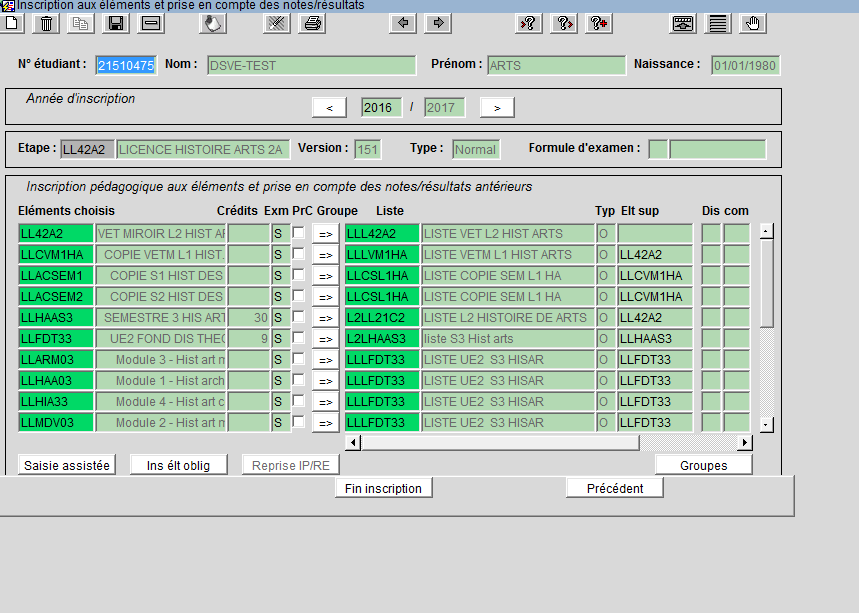 Inscription aux éléments et prise en compte des notes/résultats
N° étudiant : 21510475 Nom : DSVE-TEST Prénom : ARTS Naissance : 01/01/1980
Année d'inscription < 2016 / 2017 >
Etape : LL42A2 LICENCE HISTOIRE ARTS 2A Version : 151 Type : Normal Formule d'examen :
Inscription pédagogique aux éléments et prise en compte des notes/résultats antérieurs
Eléments choisis Crédits Exm PrC Groupe Liste Typ Elt sup Dis com
LL42A2 VET MIROIR L2 HIST AF S => LLL42A2 LISTE VET L2 HIST ARTS O
LLCVM1HA COPIE VETM L1 HIST. S => LLLVM1HA LISTE VETM L1 HIST ARTS O LL42A2
LLACSEM1 COPIE S1 HIST DES S => LLCSL1HA LISTE COPIE SEM L1 HA O LLCVM1HA
LLACSEM2 COPIE S2 HIST DES S => LLCSL1HA LISTE COPIE SEM L1 HA O LLCVM1HA
LLHAAS3 SEMESTRE 3 HIS ART 30 S => L2LL21C2 LISTE L2 HISTOIRE DE ARTS O LL42A2
LLFDT33 UE2 FOND DIS THEC 9 S => L2LHAAS3 liste S3 Hist arts O LLHAAS3
LLARM03 Module 3 - Hist art m S => LLLFDT33 LISTE UE2 S3 HISAR O LLFDT33
LLHAA03 Module 1 - Hist arch S => LLLFDT33 LISTE UE2 S3 HISAR O LLFDT33
LLHIA33 Module 4 - Hist art c S => LLLFDT33 LISTE UE2 S3 HISAR O LLFDT33
LLMDV03 Module 2 - Hist art m S => LLLFDT33 LISTE UE2 S3 HISAR O LLFDT33
Saisie assistée Ins élt oblig Reprise IP/RE Groupes
Fin inscription Précédent